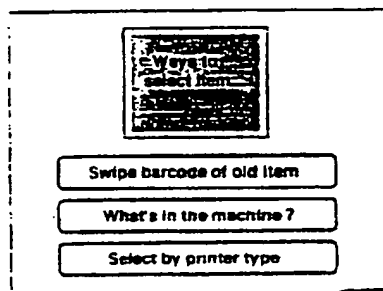 Ways to
select item
Swipe barcode of old item
What's in the machine ?
Select by printer type